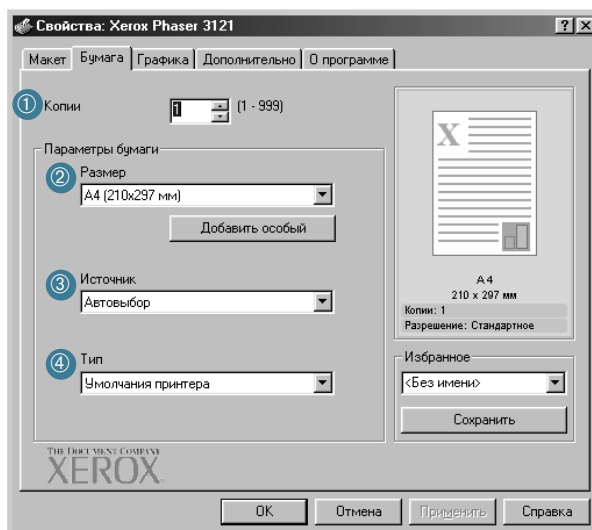 Свойства: Xerox Phaser 3121
Макет Бумага Графика Дополнительно О программе
① Копии 1 (1 - 999)
Параметры бумаги
② Размер
A4 (210x297 мм)
Добавить особый
③ Источник
Автовыбор
④ Тип
Умолчания принтера
X
A4
210 x 297 мм
Копии: 1
Разрешение: Стандартное
Избранное
<Без имени>
Сохранить
THE DOCUMENT COMPANY
XEROX
OK Отмена Применить Справка